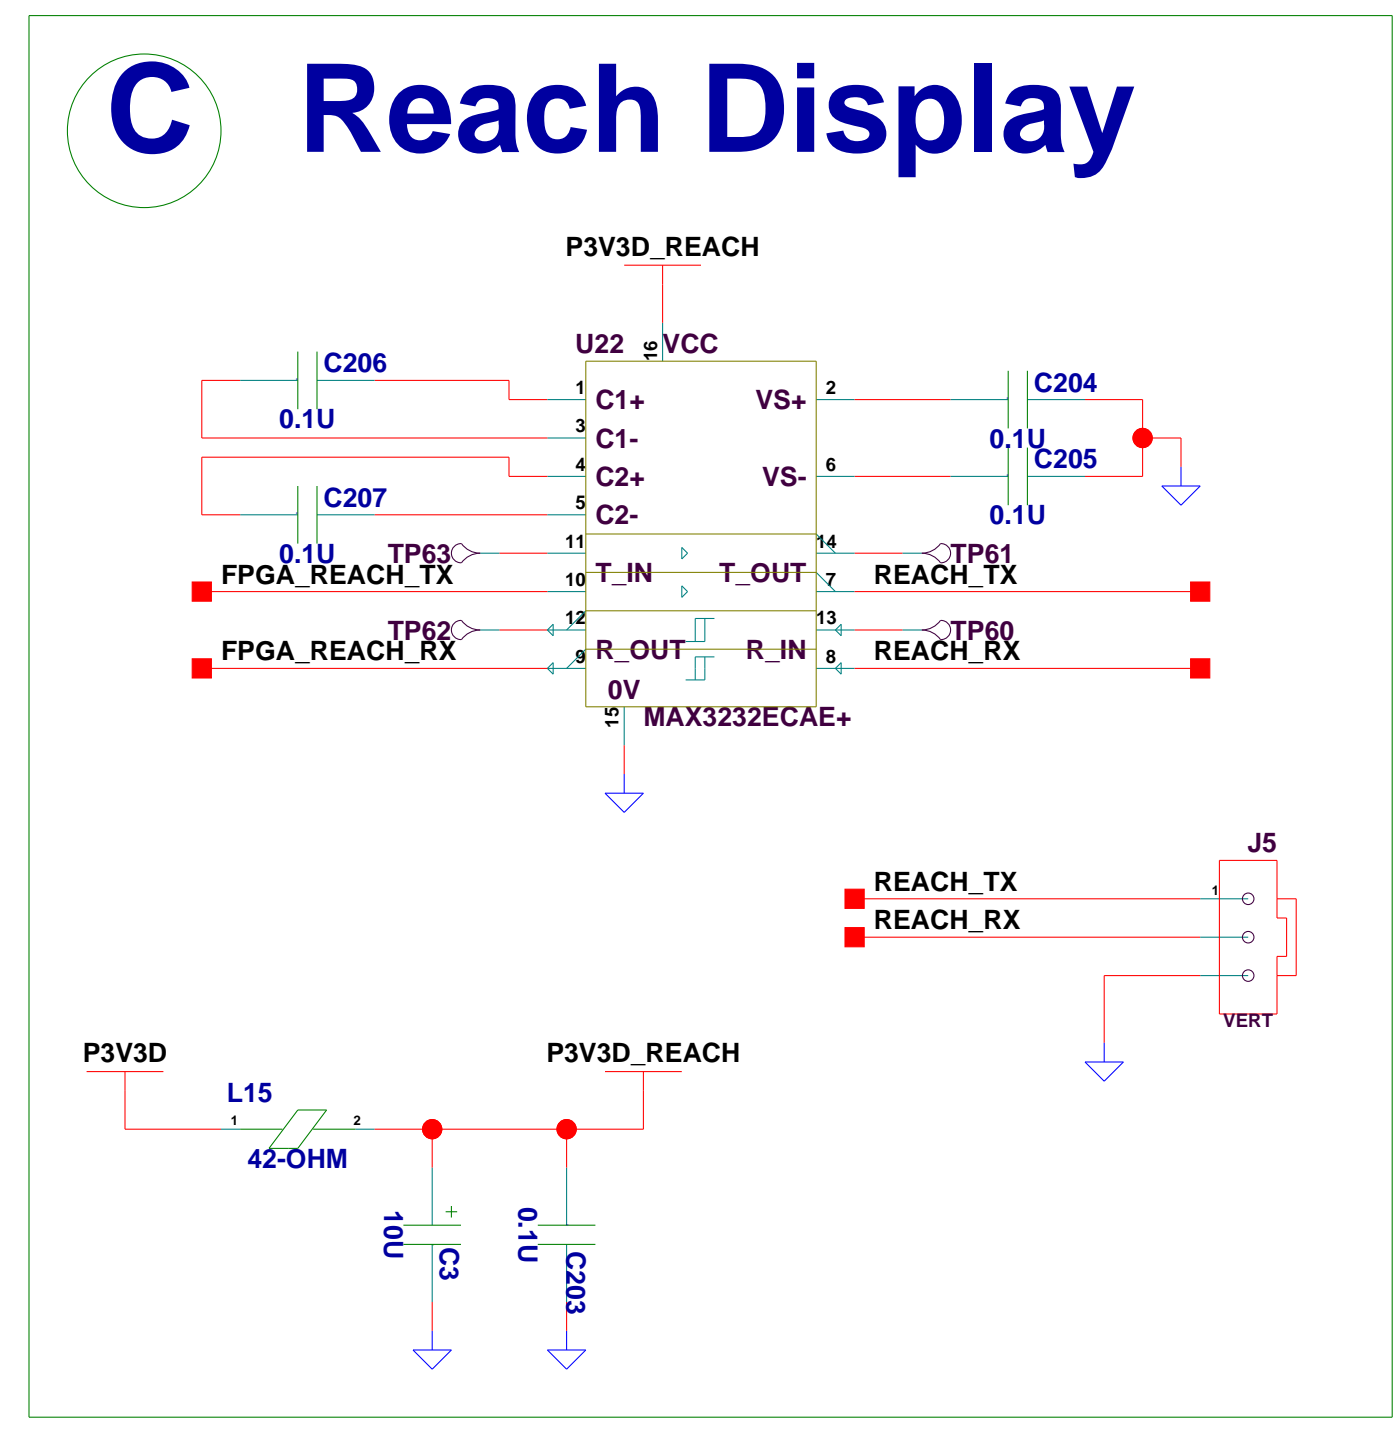 C Reach Display
P3V3D_REACH
U22 16 VCC
C206
0.1U
1 C1+
3 C1-
4 C2+
5 C2-
C207
0.1U
VS+ 2
VS- 6
C204
0.1U
C205
0.1U
TP63 11
14 TP61
FPGA_REACH_TX 10 T_IN T_OUT 7 REACH_TX
TP62 12
13 TP60
FPGA_REACH_RX 9 R_OUT R_IN 8 REACH_RX
0V
15 MAX3232ECAE+
J5
REACH_TX 1
REACH_RX
VERT
P3V3D
P3V3D_REACH
L15
1 2
42-OHM
+
10U C3
0.1U C203